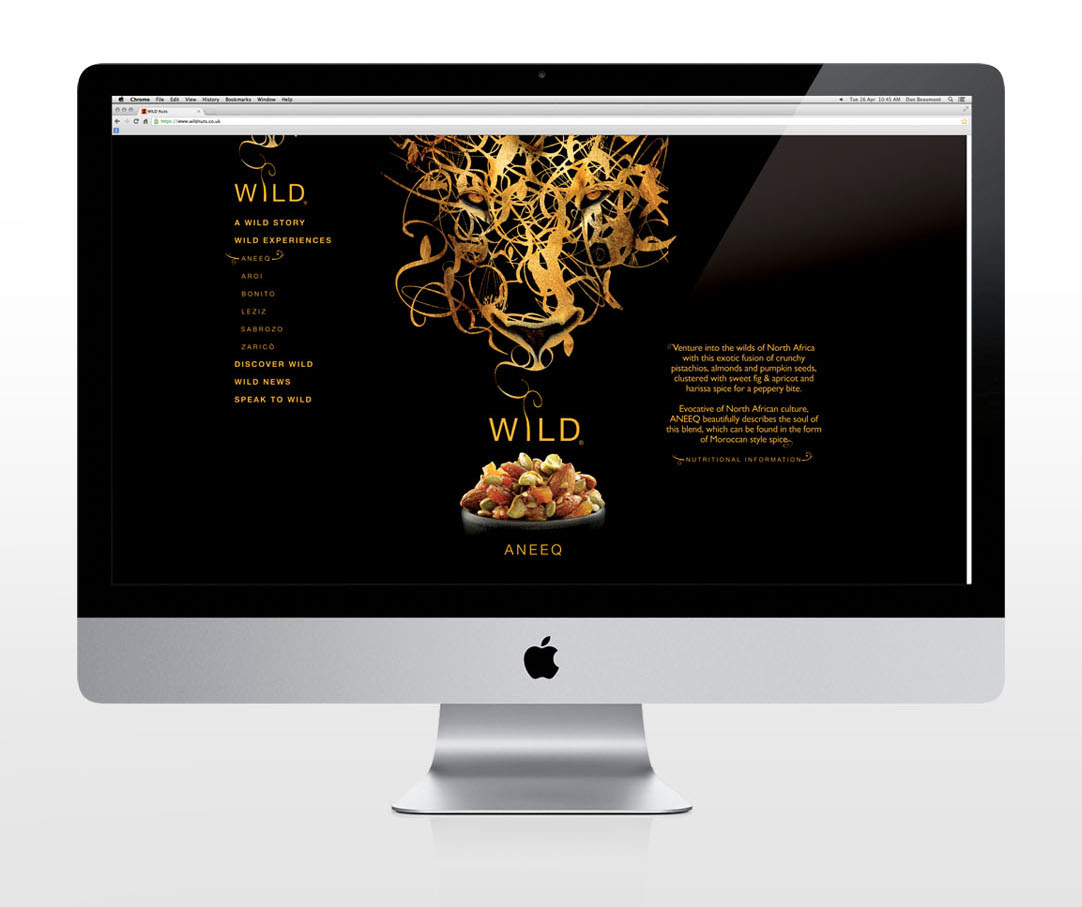 Chrome File Edit View History Bookmarks Window Help
Tue 16 Apr 10:45 AM Dan Beaumont
WILD Nuts
https://www.wildnuts.co.uk
WILD®
A WILD STORY
WILD EXPERIENCES
ANEEQ
AROI
BONITO
LEZIZ
SABROZO
ZARICÒ
DISCOVER WILD
WILD NEWS
SPEAK TO WILD
WILD®
ANEEQ
Venture into the wilds of North Africa
with this exotic fusion of crunchy
pistachios, almonds and pumpkin seeds,
clustered with sweet fig & apricot and
harissa spice for a peppery bite.
Evocative of North African culture,
ANEEQ beautifully describes the soul of
this blend, which can be found in the form
of Moroccan style spice
NUTRITIONAL INFORMATION